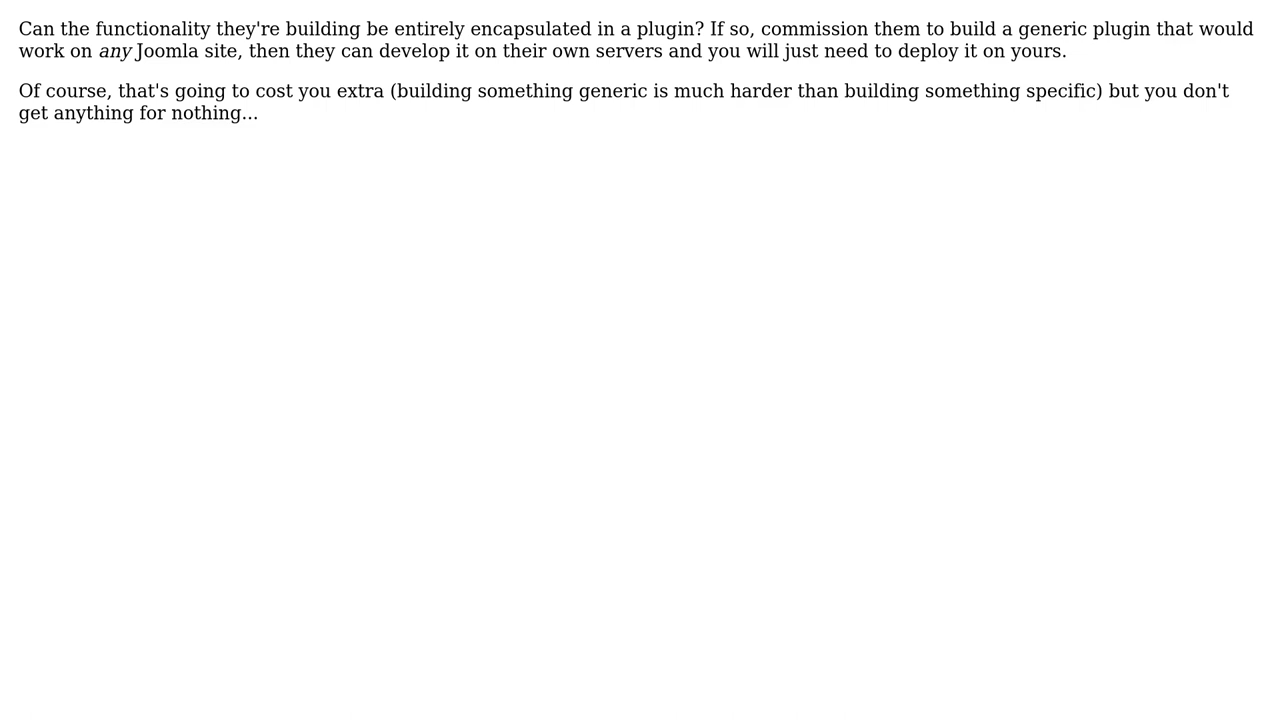 Can the functionality they're building be entirely encapsulated in a plugin? If so, commission them to build a generic plugin that would
work on any Joomla site, then they can develop it on their own servers and you will just need to deploy it on yours.
Of course, that's going to cost you extra (building something generic is much harder than building something specific) but you don't
get anything for nothing...